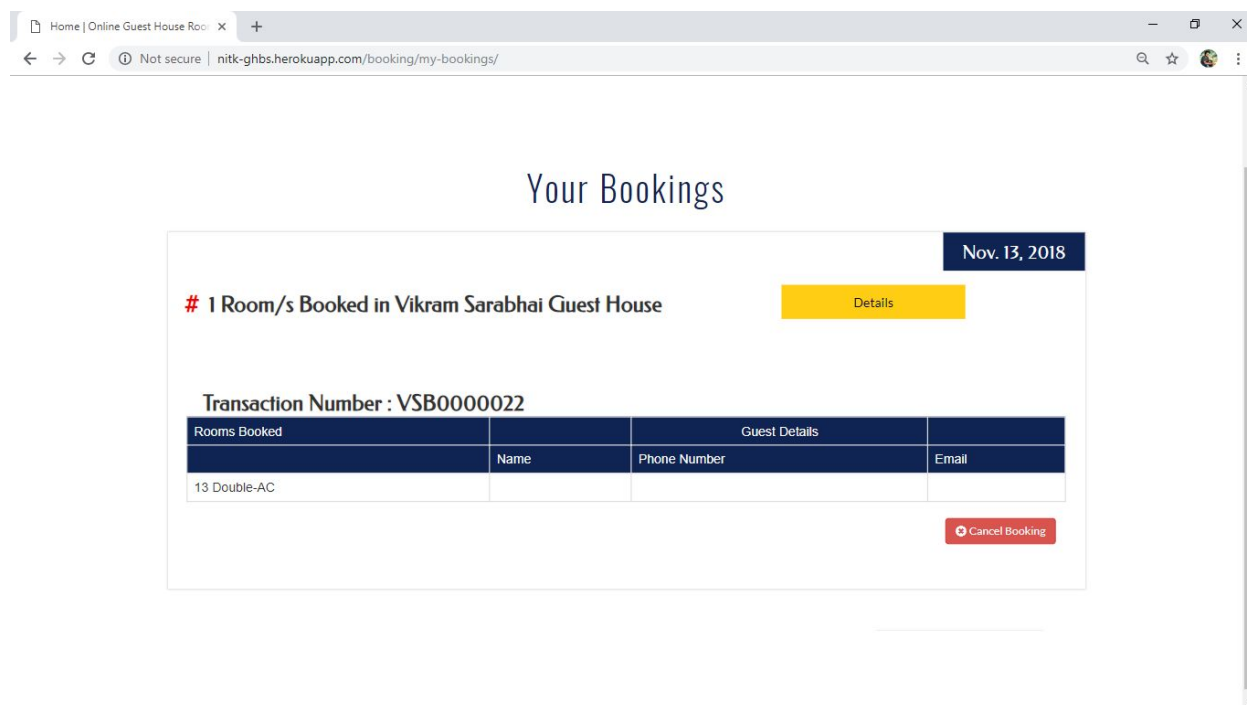 Home | Online Guest House Roo
Not secure | nitk-ghbs.herokuapp.com/booking/my-bookings/
Your Bookings
Nov. 13, 2018
# 1 Room/s Booked in Vikram Sarabhai Guest House
Details
Transaction Number : VSB0000022
Rooms Booked Guest Details
Name Phone Number Email
13 Double-AC
Cancel Booking